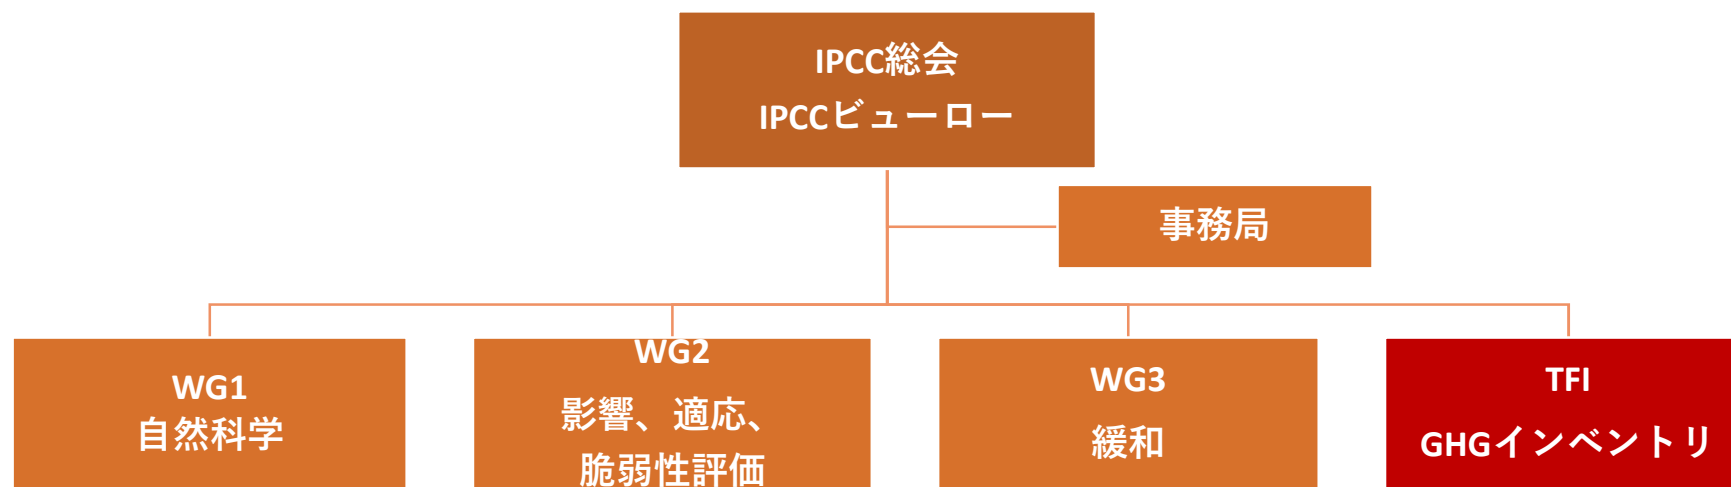 IPCC総会
IPCCビューロー
事務局
WG1
自然科学
WG2
影響、適応、
脆弱性評価
WG3
緩和
TFI
GHGインベントリ